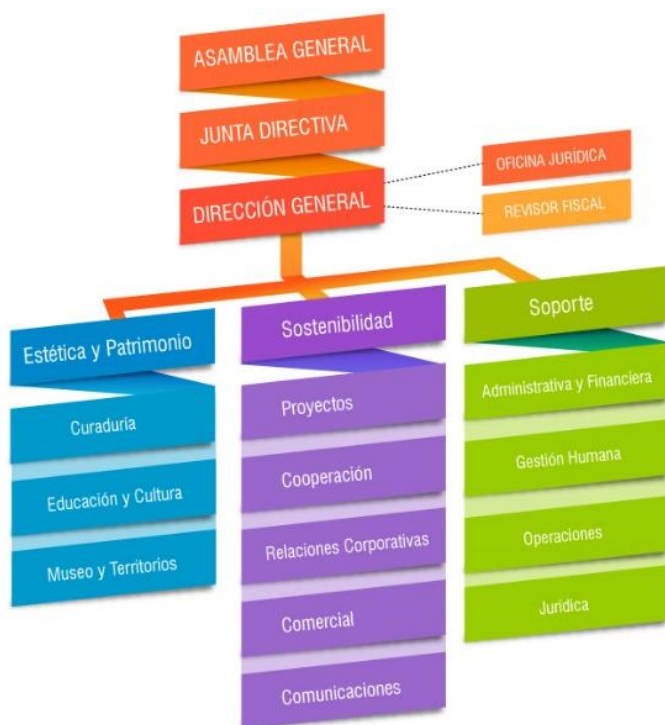 ASAMBLEA GENERAL
JUNTA DIRECTIVA
DIRECCIÓN GENERAL
OFICINA JURÍDICA
REVISOR FISCAL
Estética y Patrimonio
Curaduría
Educación y Cultura
Museo y Territorios
Sostenibilidad
Proyectos
Cooperación
Relaciones Corporativas
Comercial
Comunicaciones
Soporte
Administrativa y Financiera
Gestión Humana
Operaciones
Jurídica